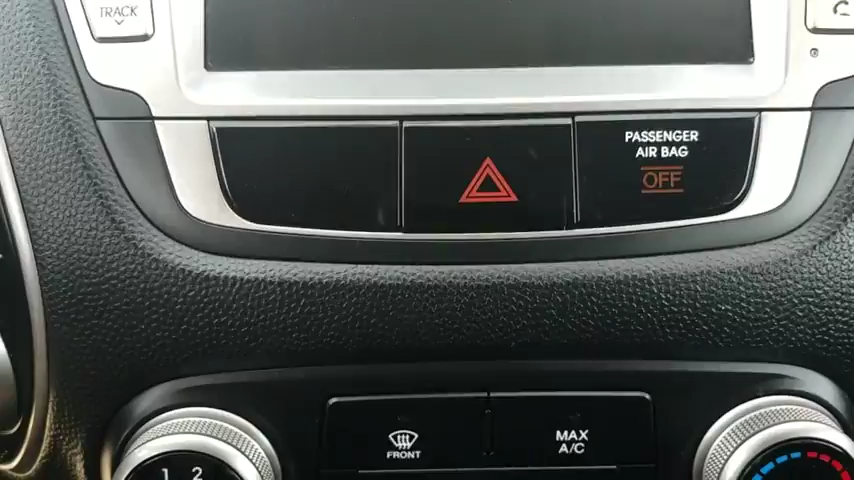 TRACK
PASSENGER
AIR BAG
OFF
FRONT
MAX
A/C
1 2